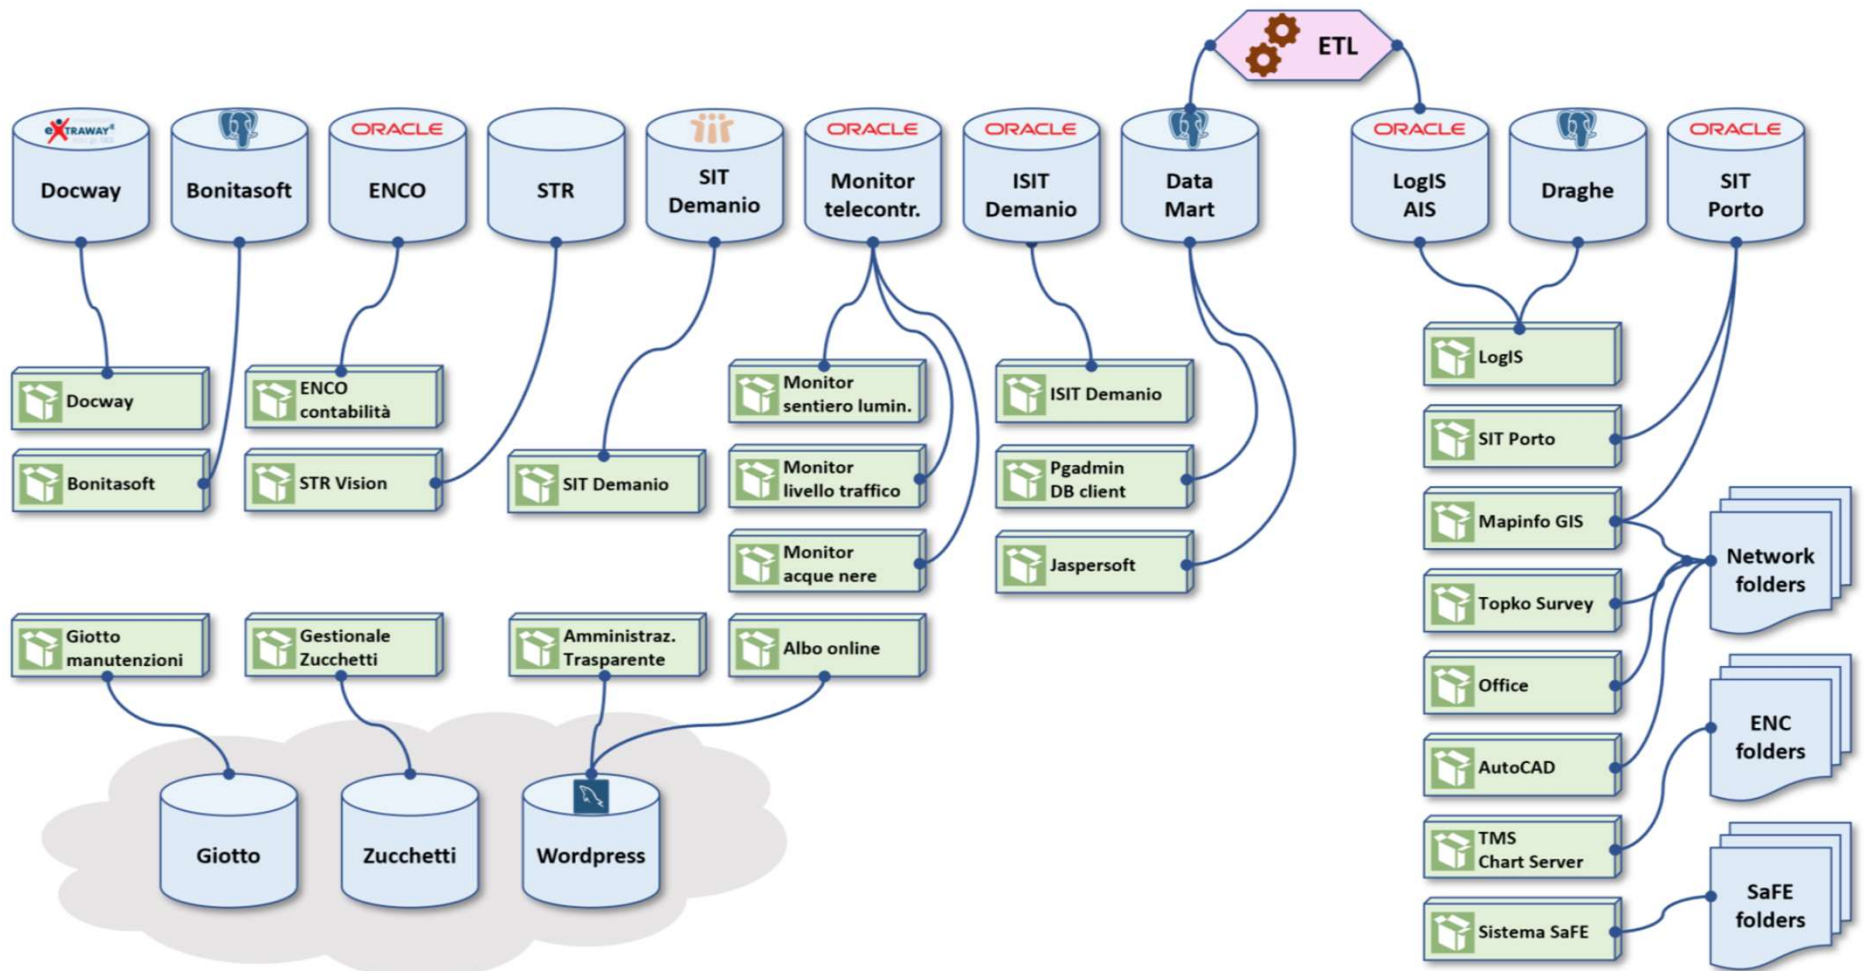 ETL
eXTRAWAY
ORACLE
ORACLE
ORACLE
ORACLE
ORACLE
Docway
Bonitasoft
ENCO
STR
SIT
Demanio
Monitor
telecontr.
ISIT
Demanio
Data
Mart
LogIS
AIS
Draghe
SIT
Porto
Docway
ENCO
contabilità
Monitor
sentiero lumin.
ISIT Demanio
LogIS
SIT Porto
Bonitasoft
STR Vision
SIT Demanio
Monitor
livello traffico
Pgadmin
DB client
Mapinfo GIS
Monitor
acque nere
Jaspersoft
Network
folders
Topko Survey
Giotto
manutenzioni
Gestionale
Zucchetti
Amministraz.
Trasparente
Albo online
Office
ENC
folders
AutoCAD
TMS
Chart Server
Giotto
Zucchetti
Wordpress
SaFE
folders
Sistema SaFE